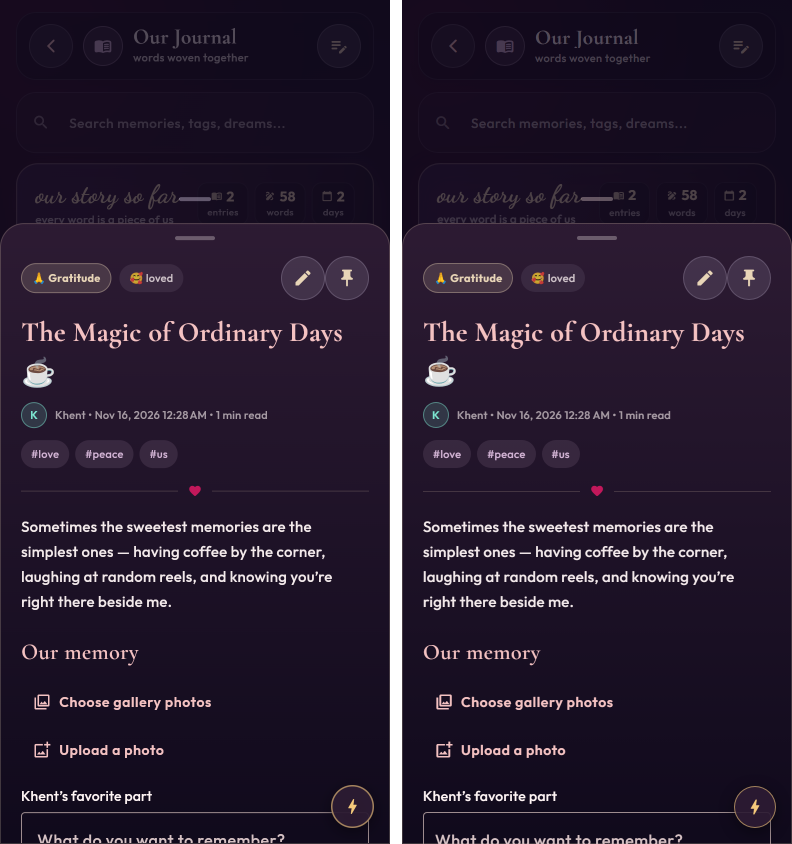 Our Journal
words woven together
Search memories, tags, dreams...
our story so far
every word is a piece of us
2
entries
58
words
2
days
🙏 Gratitude
🥰 loved
The Magic of Ordinary Days
☕
K
Khent • Nov 16, 2026 12:28 AM • 1 min read
#love
#peace
#us
Sometimes the sweetest memories are the
simplest ones — having coffee by the corner,
laughing at random reels, and knowing you’re
right there beside me.
Our memory
Choose gallery photos
Upload a photo
Khent’s favorite part
What do you want to remember?
Our Journal
words woven together
Search memories, tags, dreams...
our story so far
every word is a piece of us
2
entries
58
words
2
days
🙏 Gratitude
🥰 loved
The Magic of Ordinary Days
☕
K
Khent • Nov 16, 2026 12:28 AM • 1 min read
#love
#peace
#us
Sometimes the sweetest memories are the
simplest ones — having coffee by the corner,
laughing at random reels, and knowing you’re
right there beside me.
Our memory
Choose gallery photos
Upload a photo
Khent’s favorite part
What do you want to remember?